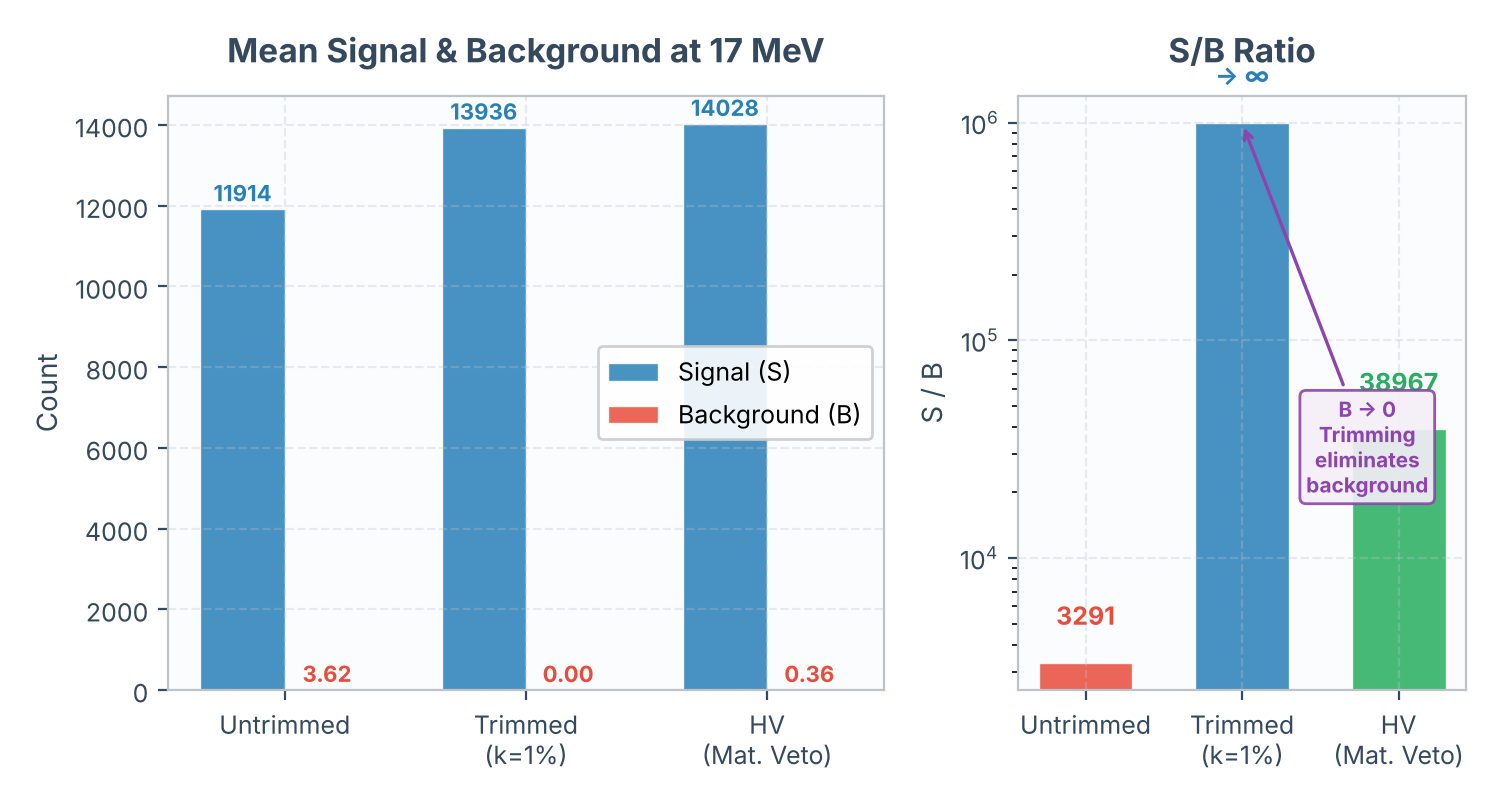 Mean Signal & Background at 17 MeV
14000
12000
10000
8000
6000
4000
2000
0
Count
11914
13936
14028
3.62
0.00
0.36
Signal (S)
Background (B)
Untrimmed
Trimmed
(k=1%)
HV
(Mat. Veto)
S/B Ratio
→ ∞
10⁶
10⁵
10⁴
S / B
3291
38967
B → 0
Trimming
eliminates
background
Untrimmed
Trimmed
(k=1%)
HV
(Mat. Veto)